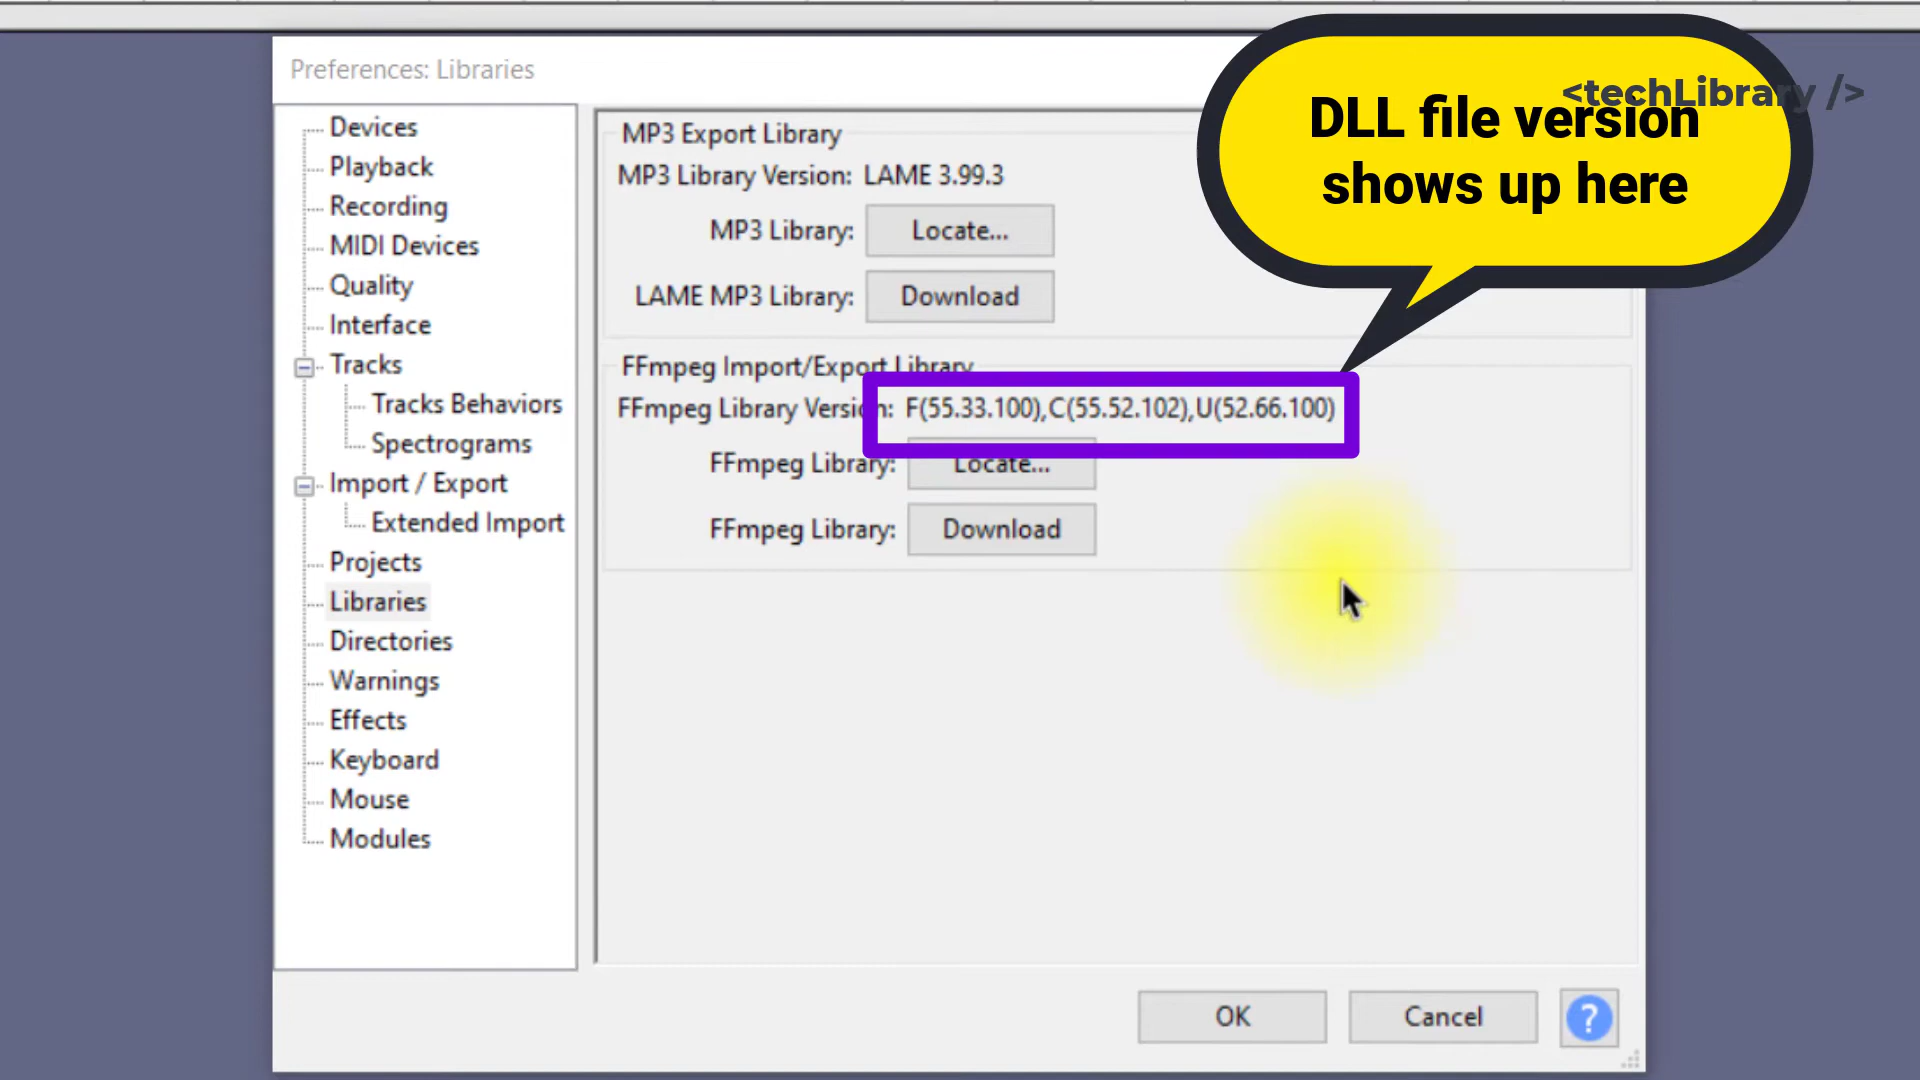 Preferences: Libraries
<techLibrary />
DLL file version
shows up here
Devices
Playback
Recording
MIDI Devices
Quality
Interface
Tracks
Tracks Behaviors
Spectrograms
Import / Export
Extended Import
Projects
Libraries
Directories
Warnings
Effects
Keyboard
Mouse
Modules
MP3 Export Library
MP3 Library Version: LAME 3.99.3
MP3 Library: Locate...
LAME MP3 Library: Download
FFmpeg Import/Export Library
FFmpeg Library Version: F(55.33.100),C(55.52.102),U(52.66.100)
FFmpeg Library: Locate...
FFmpeg Library: Download
OK
Cancel
?